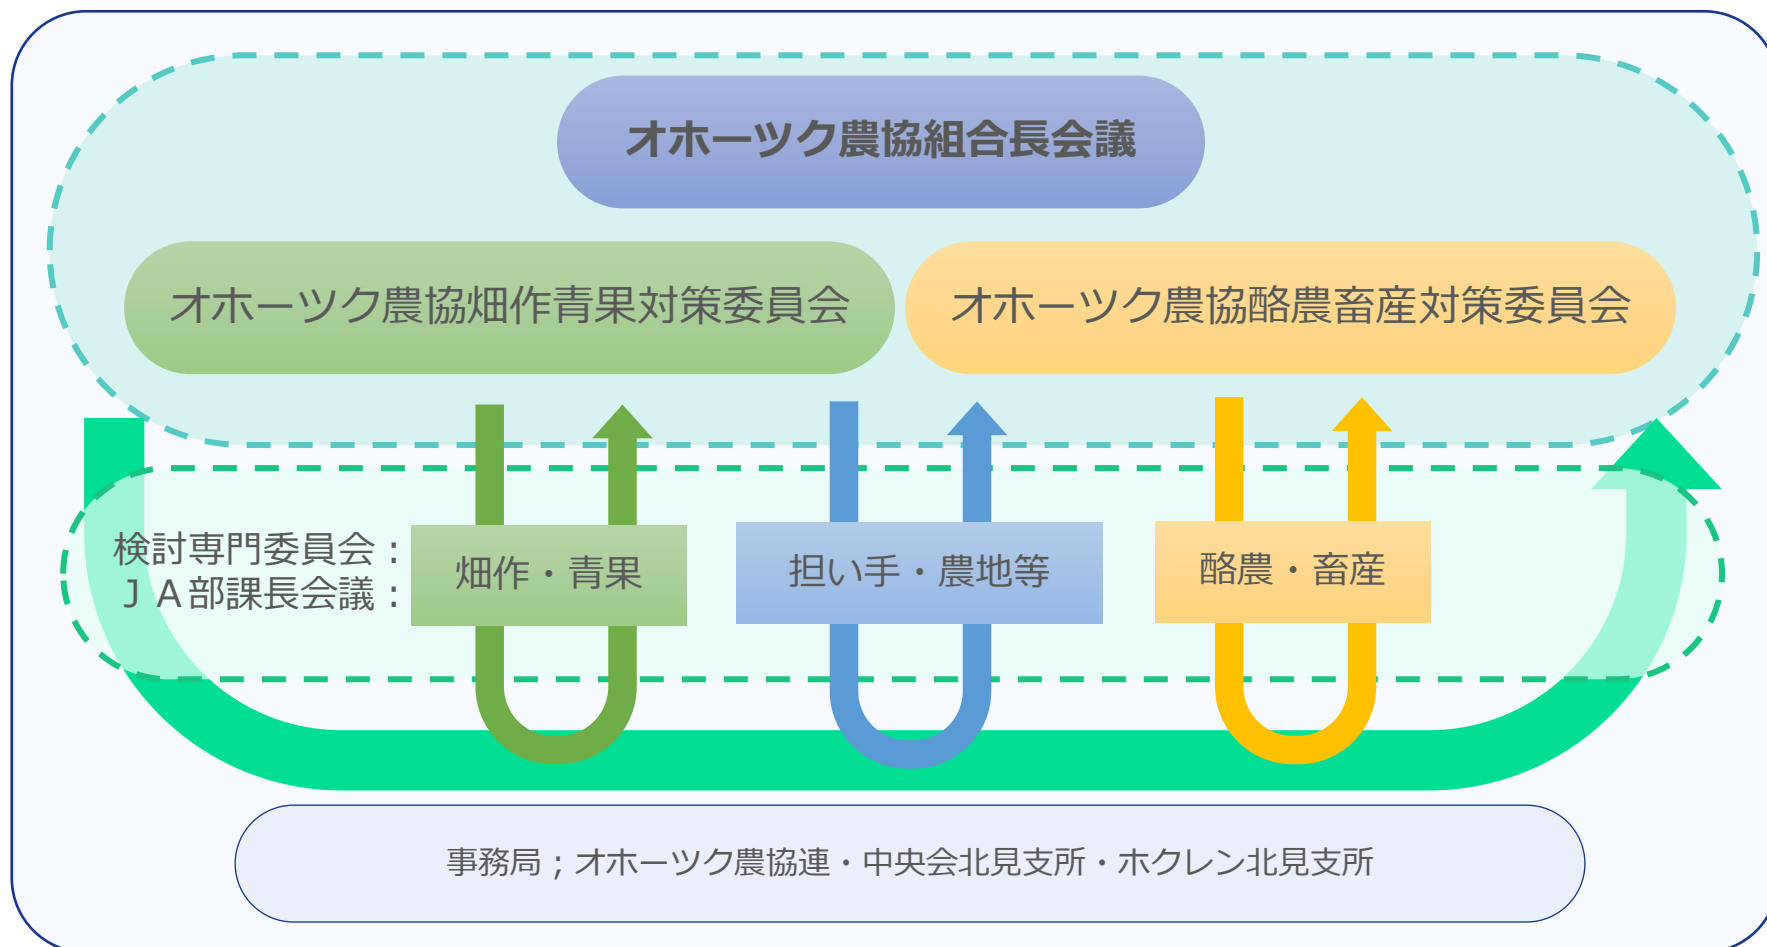 オホーツク農協組合長会議
オホーツク農協畑作青果対策委員会
オホーツク農協酪農畜産対策委員会
検討専門委員会：
ＪＡ部課長会議：
畑作・青果
担い手・農地等
酪農・畜産
事務局；オホーツク農協連・中央会北見支所・ホクレン北見支所